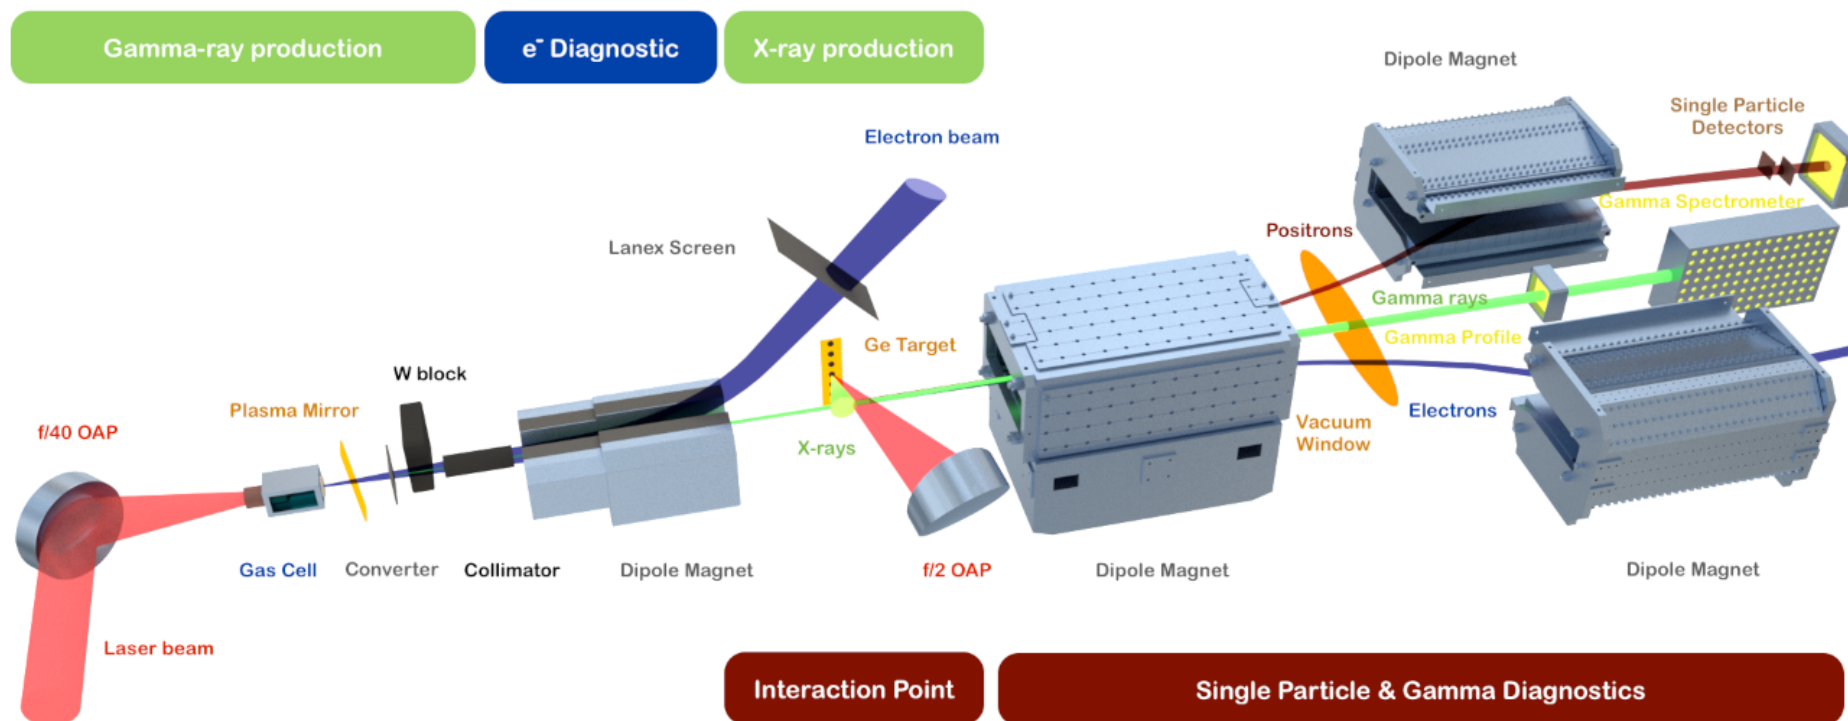 Gamma-ray production
e⁻ Diagnostic
X-ray production
Dipole Magnet
Single Particle
Detectors
Electron beam
Gamma Spectrometer
Lanex Screen
Positrons
Gamma rays
Gamma Profile
Ge Target
W block
Plasma Mirror
Electrons
f/40 OAP
X-rays
Vacuum
Window
Gas Cell
Converter
Collimator
Dipole Magnet
f/2 OAP
Dipole Magnet
Dipole Magnet
Laser beam
Interaction Point
Single Particle & Gamma Diagnostics